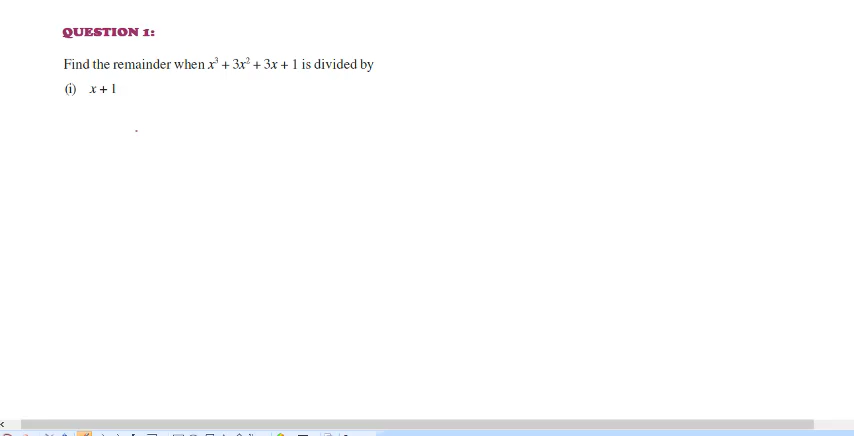 QUESTION 1:
Find the remainder when x³ + 3x² + 3x + 1 is divided by
(i) x + 1